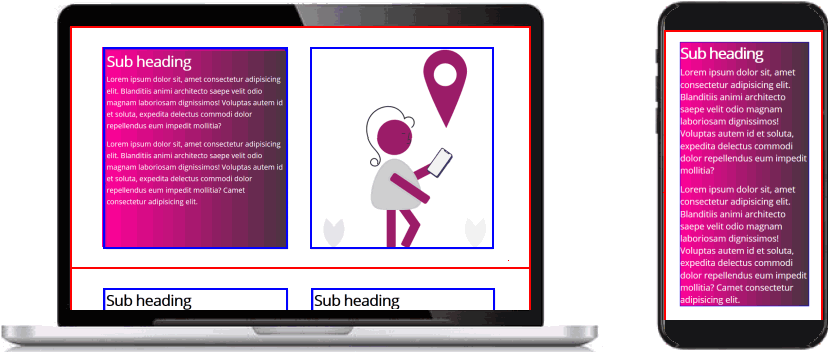 Sub heading
Lorem ipsum dolor sit, amet consectetur adipisicing
elit. Blanditiis animi architecto saepe velit odio
magnam laboriosam dignissimos! Voluptas autem id
et soluta, expedita delectus commodi dolor
repellendus eum impedit mollitia?
Lorem ipsum dolor sit, amet consectetur adipisicing
elit. Blanditiis animi architecto saepe velit odio
magnam laboriosam dignissimos! Voluptas autem id
et soluta, expedita delectus commodi dolor
repellendus eum impedit mollitia? Camet
consectetur adipisicing elit.
Sub heading
Sub heading
Sub heading
Lorem ipsum dolor sit, amet
consectetur adipisicing elit.
Blanditiis animi architecto
saepe velit odio magnam
laboriosam dignissimos!
Voluptas autem id et soluta,
expedita delectus commodi
dolor repellendus eum impedit
mollitia?
Lorem ipsum dolor sit, amet
consectetur adipisicing elit.
Blanditiis animi architecto
saepe velit odio magnam
laboriosam dignissimos!
Voluptas autem id et soluta,
expedita delectus commodi
dolor repellendus eum impedit
mollitia? Camet consectetur
adipisicing elit.